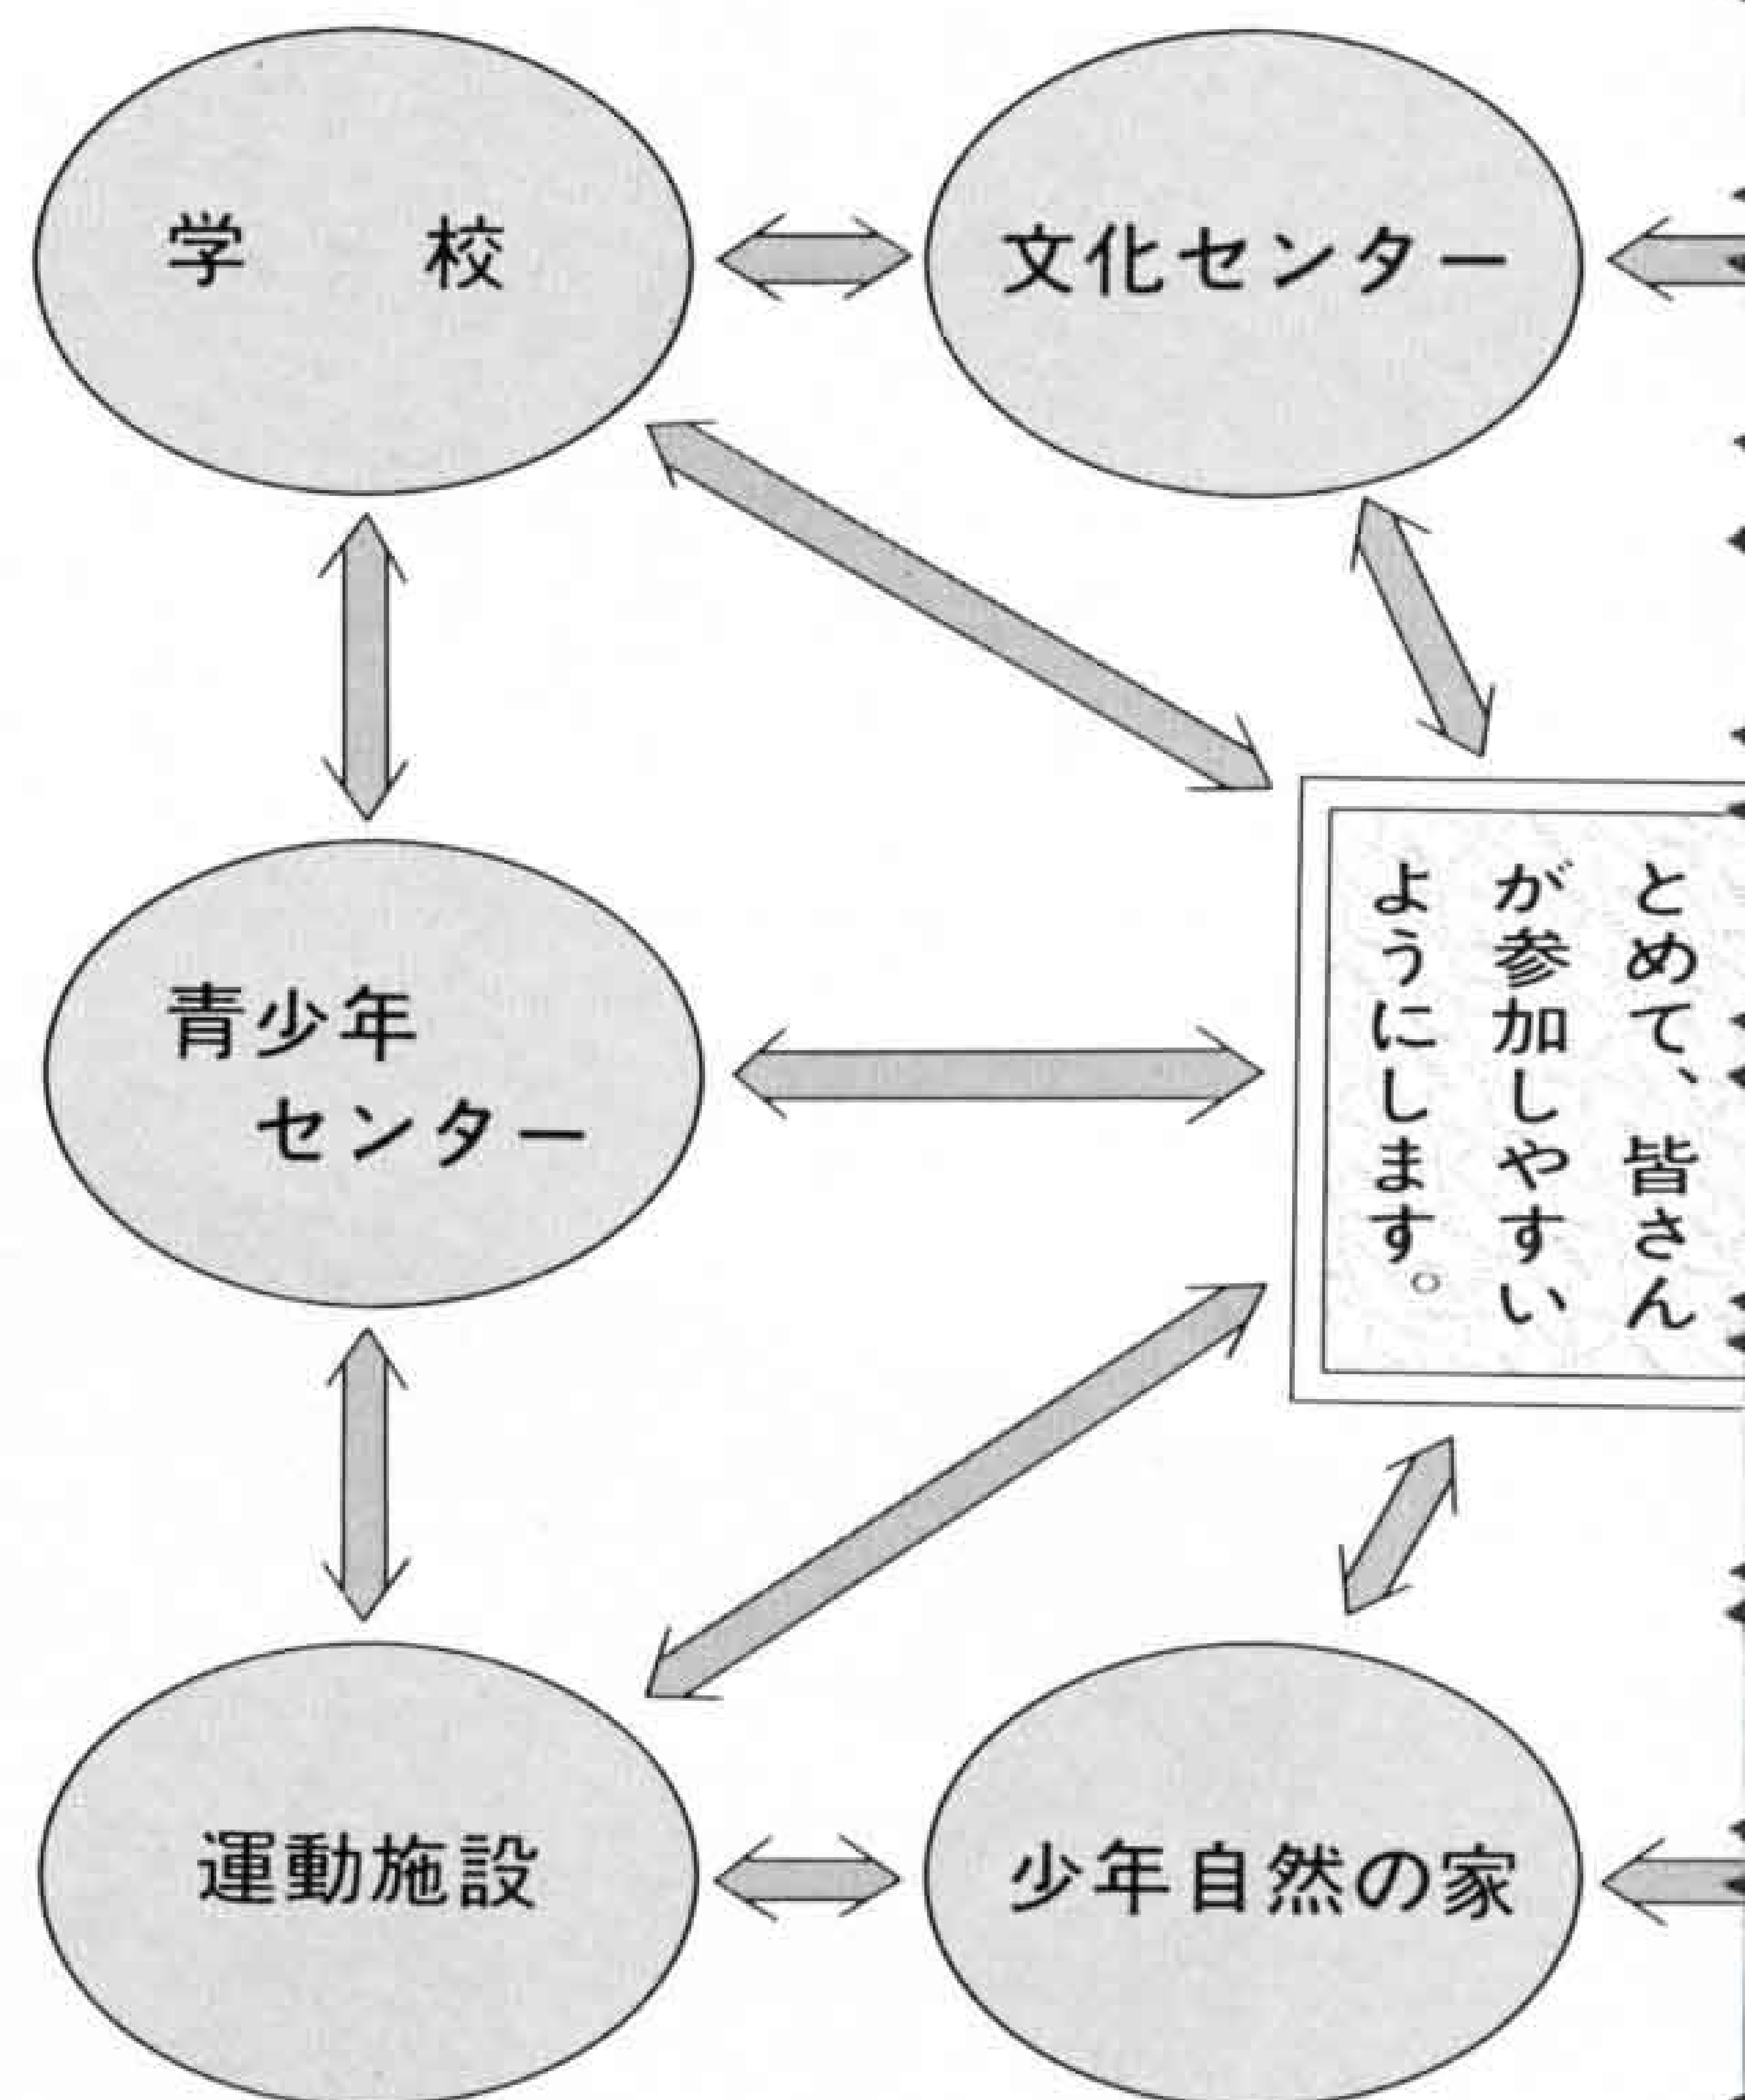 学 校
文化センター
青少年
センター
とめて、皆さん
が参加しやすい
ようにします。
運動施設
少年自然の家